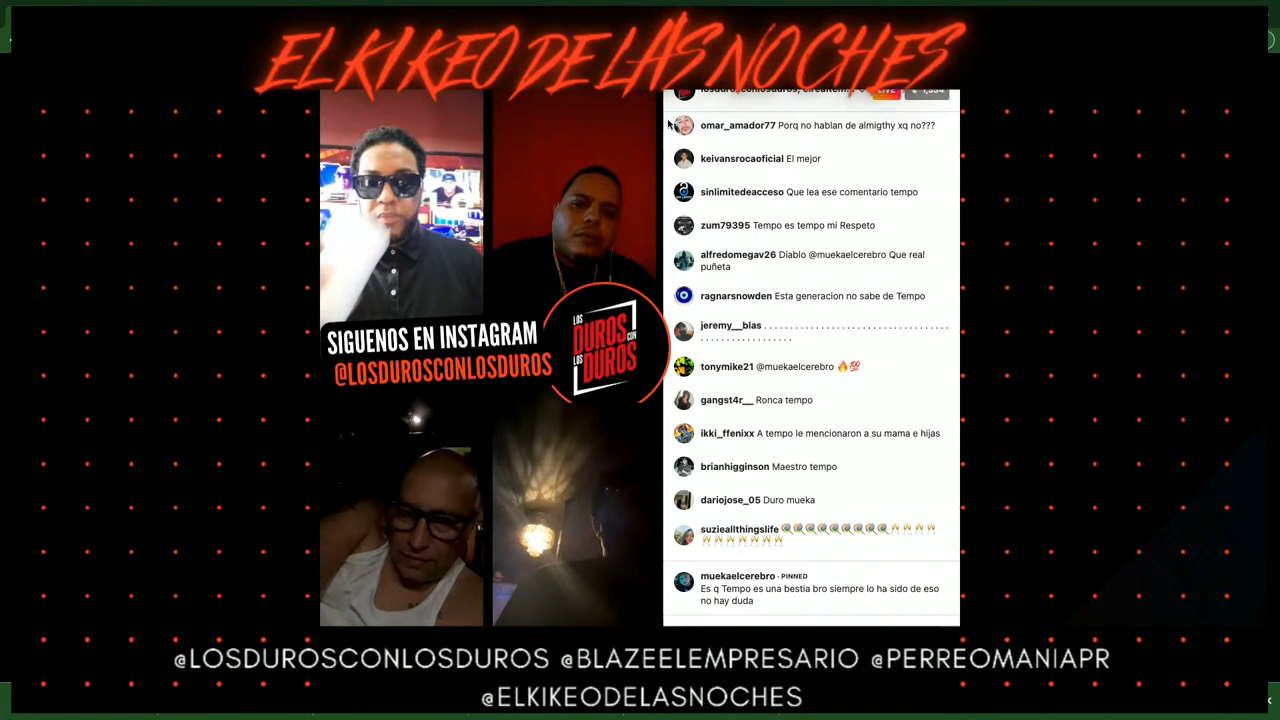 EL KIKEO DE LAS NOCHES
LIVE
omar_amador77 Porq no hablan de almigthy xq no???
keivansrocaoficial El mejor
sinlimitedeacceso Que lea ese comentario tempo
zum79395 Tempo es tempo mi Respeto
alfredomegav26 Diablo @muekaelcerebro Que real
puñeta
ragnarsnowden Esta generacion no sabe de Tempo
SIGUENOS EN INSTAGRAM
@LOSDUROSCONLOSDUROS
LOS
DUROS
CON
LOS
DUROS
jeremy__blas . . . . . . . . . . . . . . . . . . . . . . . . . . . . . . . . . . . .
. . . . . . . . . . . . . . . . . .
tonymike21 @muekaelcerebro 🔥💯
gangst4r__ Ronca tempo
ikki_ffenixx A tempo le mencionaron a su mama e hijas
brianhigginson Maestro tempo
dariojose_05 Duro mueka
suzieallthingslife 🍭🍭🍭🍭🍭🍭🍭🍭🥂🥂🥂🥂
🥂🥂🥂🥂🥂🥂🥂
muekaelcerebro · PINNED
Es q Tempo es una bestia bro siempre lo ha sido de eso
no hay duda
@LOSDUROSCONLOSDUROS @BLAZEELEMPRESARIO @PERREOMANIAPR
@ELKIKEODELASNOCHES